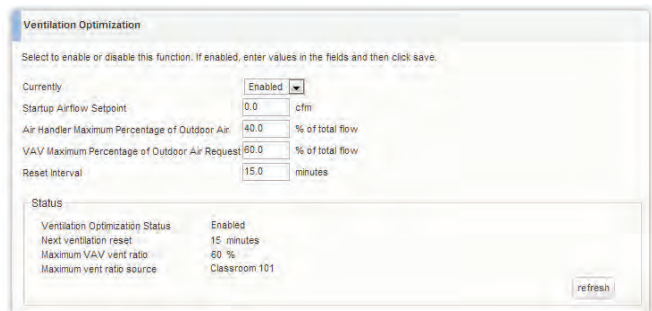 Ventilation Optimization
Select to enable or disable this function. If enabled, enter values in the fields and then click save.
Currently Enabled
Startup Airflow Setpoint 0.0 cfm
Air Handler Maximum Percentage of Outdoor Air 40.0 % of total flow
VAV Maximum Percentage of Outdoor Air Request 60.0 % of total flow
Reset Interval 15.0 minutes
Status
Ventilation Optimization Status Enabled
Next ventilation reset 15 minutes
Maximum VAV vent ratio 60 %
Maximum vent ratio source Classroom 101
refresh